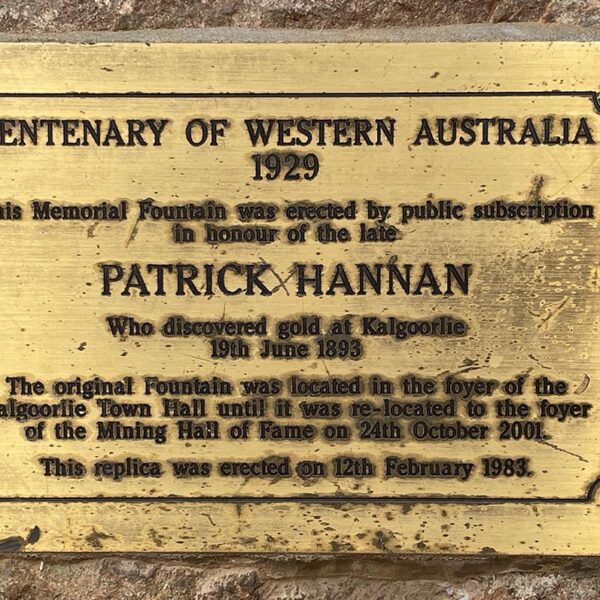 ENTENARY OF WESTERN AUSTRALIA
1929
his Memorial Fountain was erected by public subscription
in honour of the late
PATRICK HANNAN
Who discovered gold at Kalgoorlie
19th June 1893
The original Fountain was located in the foyer of the
algoorlie Town Hall until it was re-located to the foyer
of the Mining Hall of Fame on 24th October 2001.
This replica was erected on 12th February 1983.